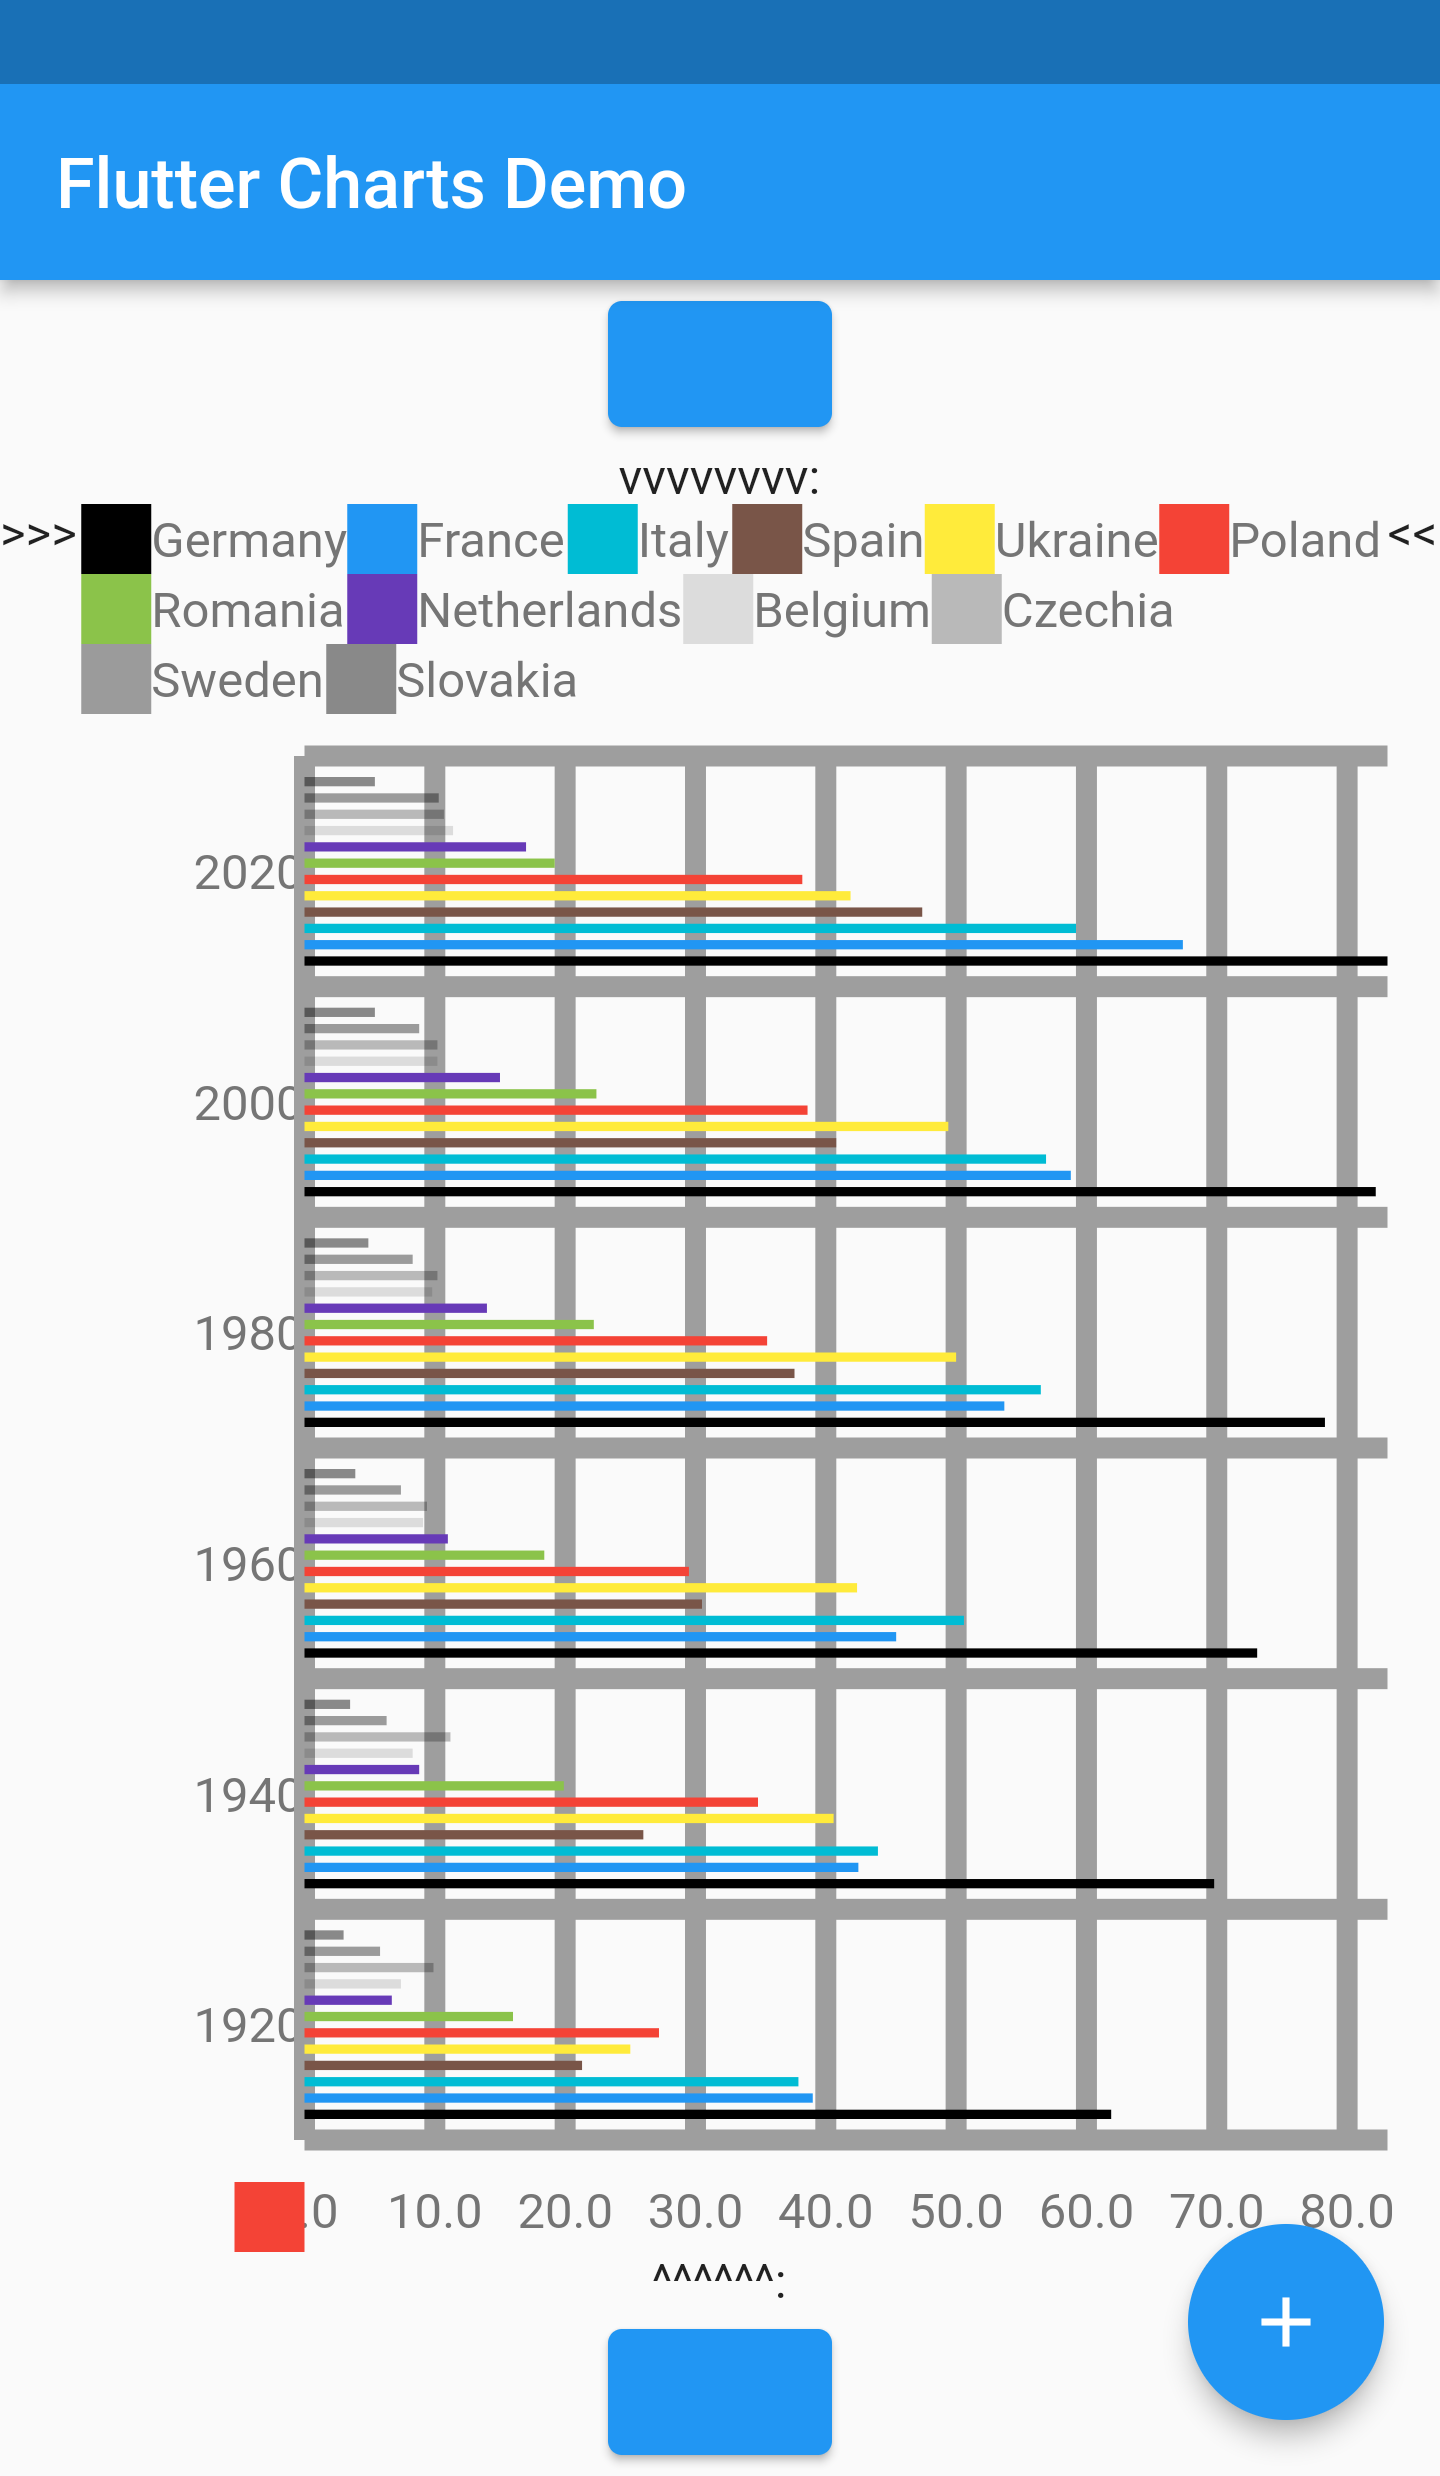 Flutter Charts Demo
vvvvvvvv:
>>> Germany France Italy Spain Ukraine Poland <<
Romania Netherlands Belgium Czechia
Sweden Slovakia
2020
2000
1980
1960
1940
1920
.0 10.0 20.0 30.0 40.0 50.0 60.0 70.0 80.0
^^^^^^:
+